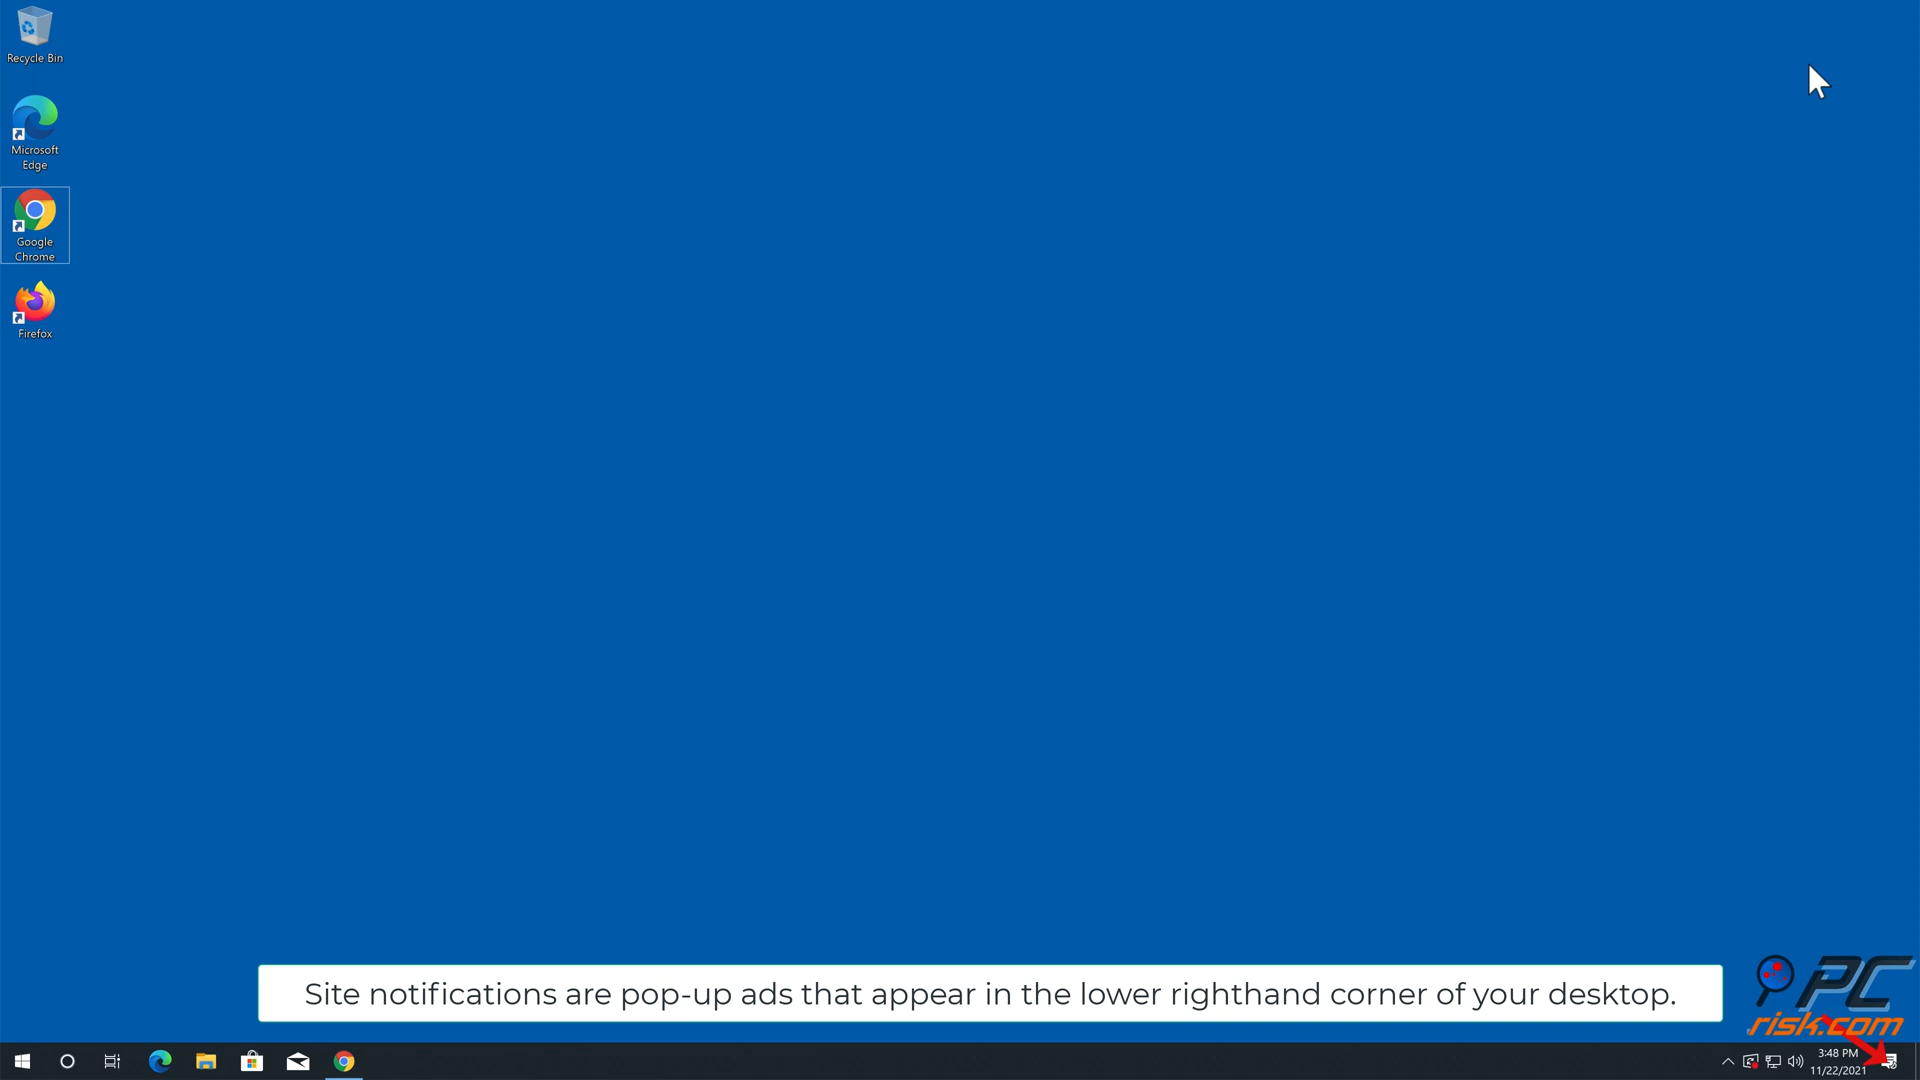 Recycle Bin
Microsoft
Edge
Google
Chrome
Firefox
Site notifications are pop-up ads that appear in the lower righthand corner of your desktop.
PC
risk.com
3:48 PM
11/22/2021